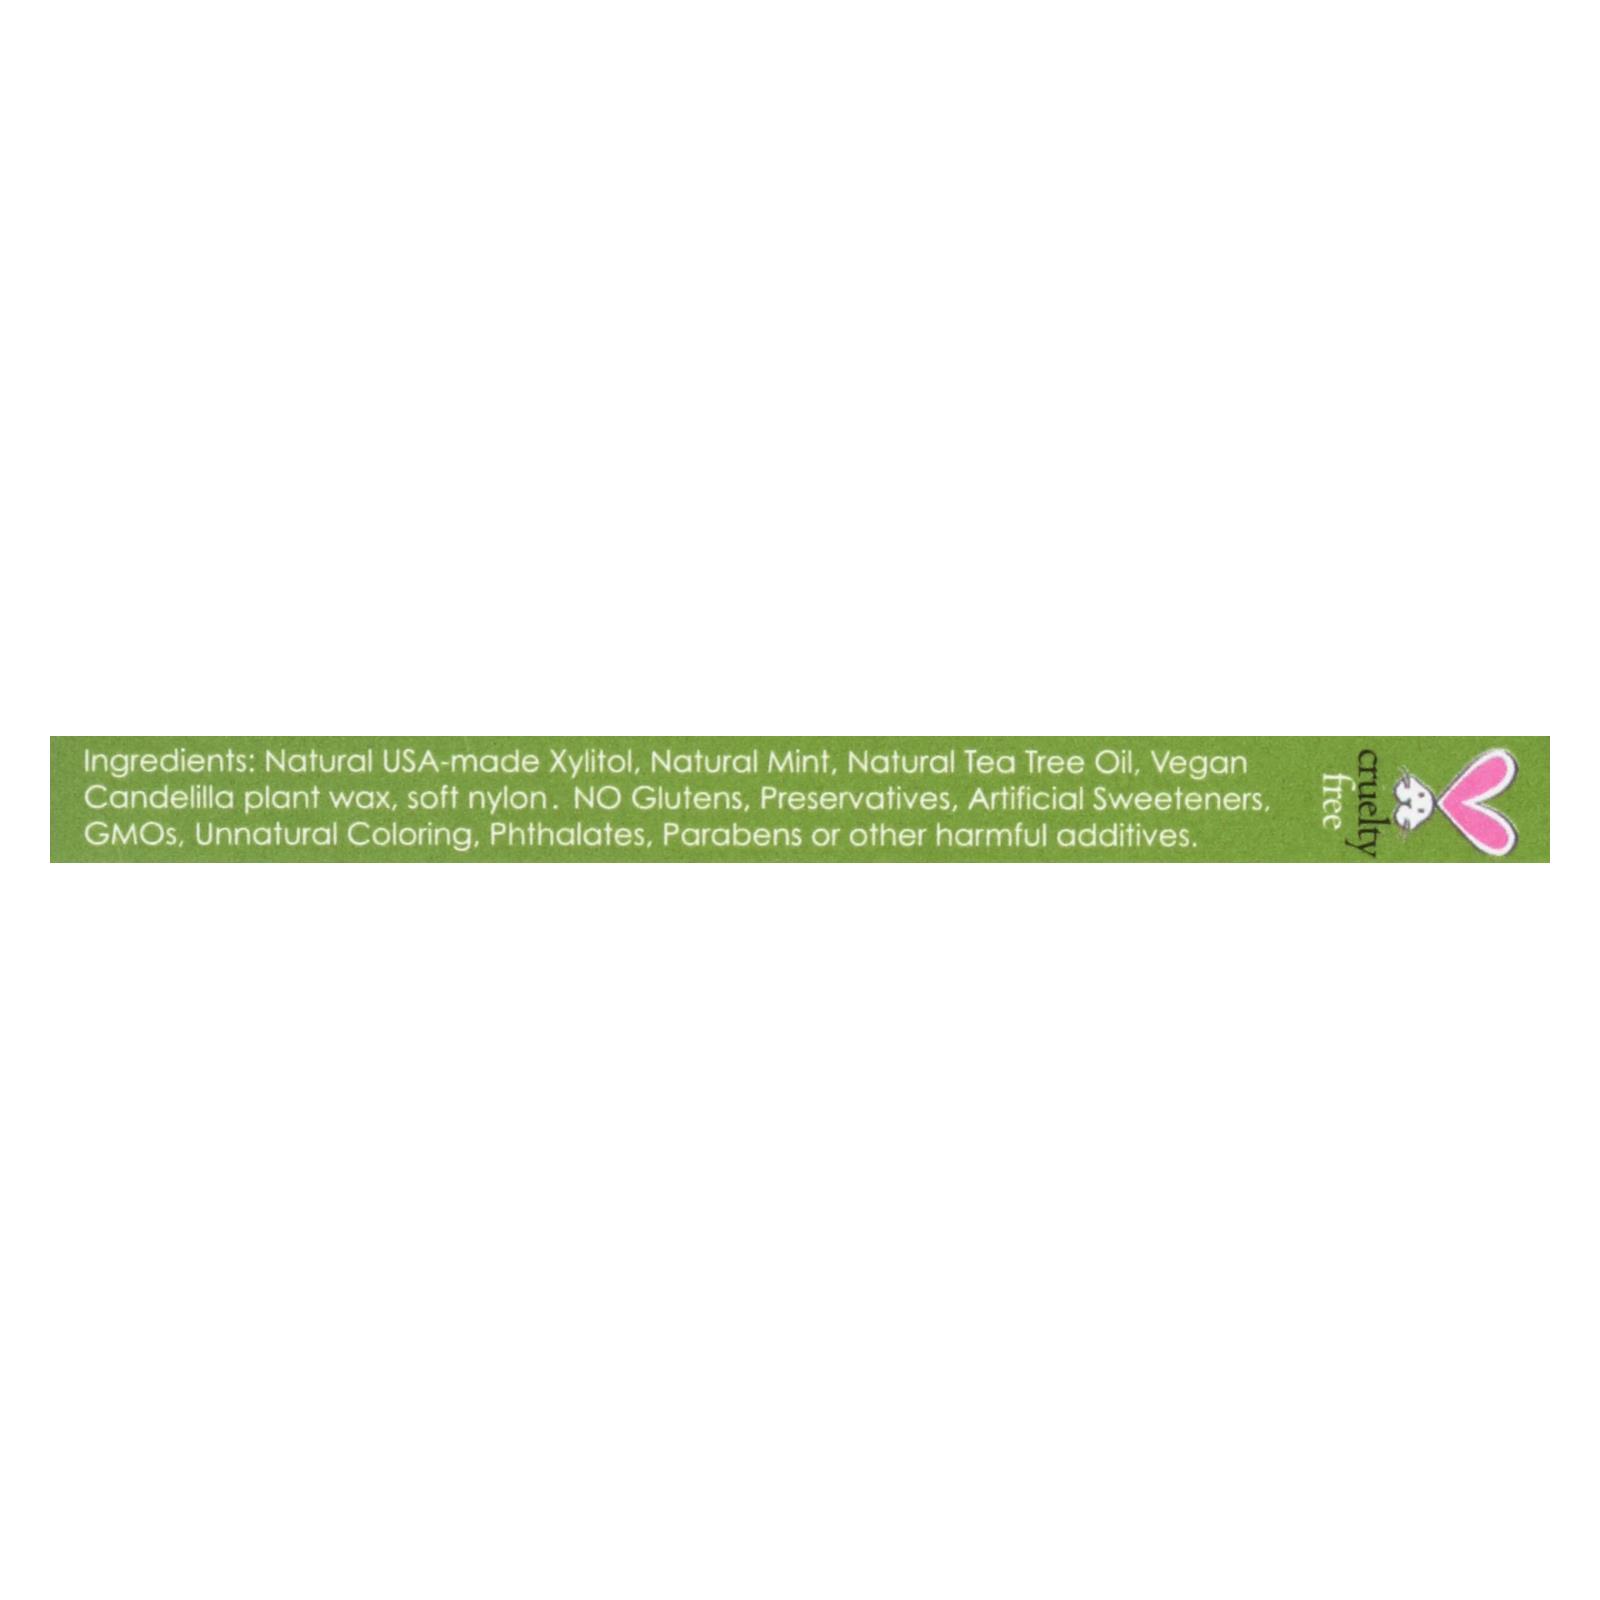 Ingredients: Natural USA-made Xylitol, Natural Mint, Natural Tea Tree Oil, Vegan
Candelilla plant wax, soft nylon. NO Glutens, Preservatives, Artificial Sweeteners,
GMOs, Unnatural Coloring, Phthalates, Parabens or other harmful additives.
cruelty
free